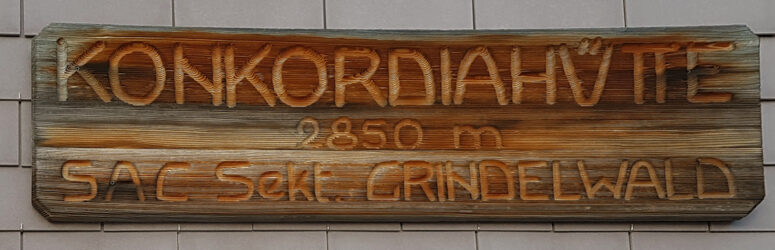 KONKORDIAHÜTTE
2850 m
SAC Sekt. GRINDELWALD